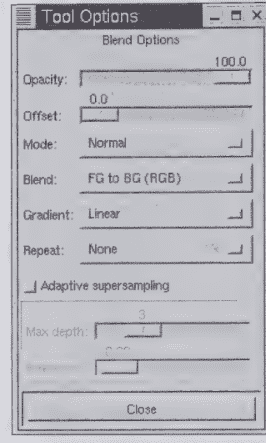 Tool Options
Blend Options
100.0
Opacity:
0.0
Offset:
Mode: Normal
Blend: FG to BG (RGB)
Gradient: Linear
Repeat: None
Adaptive supersampling
3
Max depth:
Close